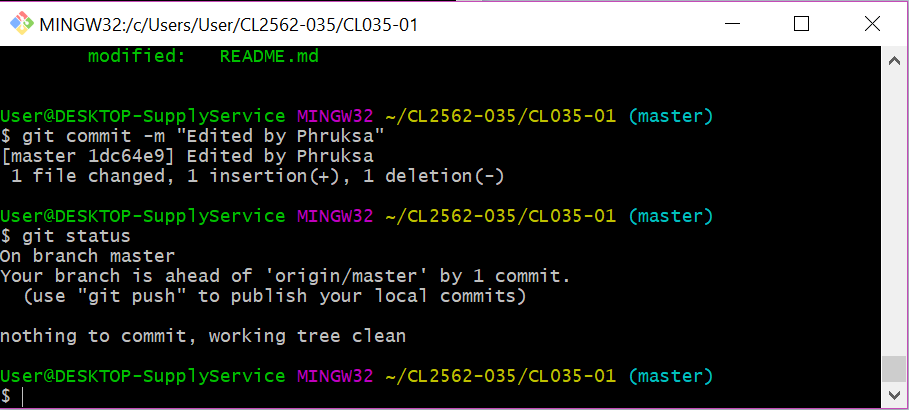 MINGW32:/c/Users/User/CL2562-035/CL035-01
modified:   README.md
User@DESKTOP-SupplyService MINGW32 ~/CL2562-035/CL035-01 (master)
$ git commit -m "Edited by Phruksa"
[master 1dc64e9] Edited by Phruksa
 1 file changed, 1 insertion(+), 1 deletion(-)
User@DESKTOP-SupplyService MINGW32 ~/CL2562-035/CL035-01 (master)
$ git status
On branch master
Your branch is ahead of 'origin/master' by 1 commit.
  (use "git push" to publish your local commits)
nothing to commit, working tree clean
User@DESKTOP-SupplyService MINGW32 ~/CL2562-035/CL035-01 (master)
$